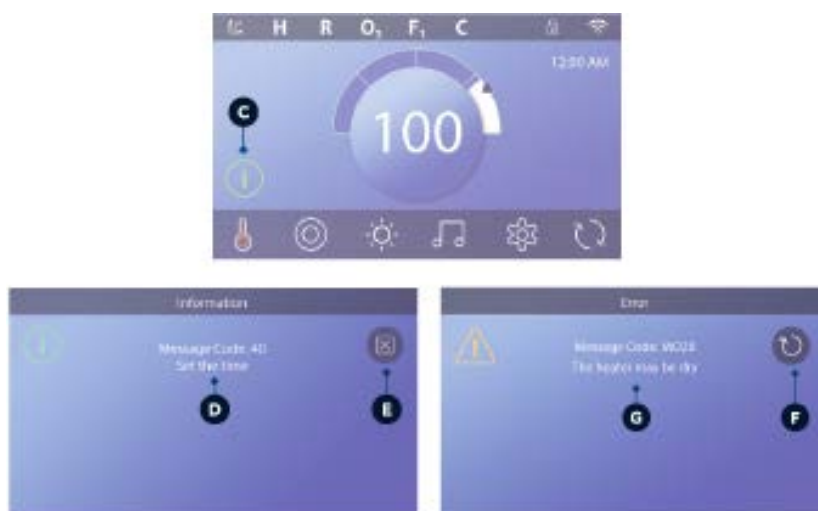 H R O₁ F₁ C
12:00 AM
C
100
Information
Message Code: 40
Set the time
D
E
Error
Message Code: M028
The heater may be dry
G
F